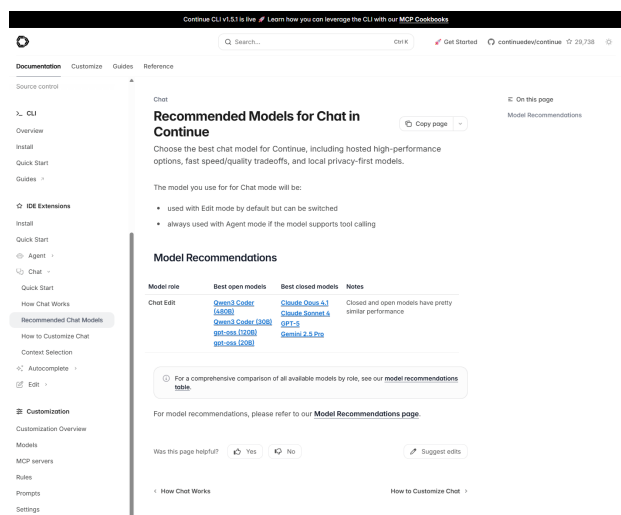 Continue CLI v1.5.1 is live 🚀 Learn how you can leverage the CLI with our MCP Cookbooks
Search...
Ctrl K
🚀 Get Started
continuedev/continue ☆ 29,738
Documentation
Customize
Guides
Reference
Source control
>_ CLI
Overview
Install
Quick Start
Guides
☆ IDE Extensions
Install
Quick Start
Agent
Chat
Quick Start
How Chat Works
Recommended Chat Models
How to Customize Chat
Context Selection
Autocomplete
Edit
Customization
Customization Overview
Models
MCP servers
Rules
Prompts
Settings
Chat
Recommended Models for Chat in
Continue
Copy page
Choose the best chat model for Continue, including hosted high-performance
options, fast speed/quality tradeoffs, and local privacy-first models.
The model you use for for Chat mode will be:
• used with Edit mode by default but can be switched
• always used with Agent mode if the model supports tool calling
Model Recommendations
Model role
Best open models
Best closed models
Notes
Chat Edit
Qwen3 Coder
(480B)
Qwen3 Coder (30B)
gpt-oss (120B)
gpt-oss (20B)
Claude Opus 4.1
Claude Sonnet 4
GPT-5
Gemini 2.5 Pro
Closed and open models have pretty
similar performance
For a comprehensive comparison of all available models by role, see our model recommendations
table.
For model recommendations, please refer to our Model Recommendations page.
Was this page helpful?
Yes
No
Suggest edits
‹ How Chat Works
How to Customize Chat ›
On this page
Model Recommendations